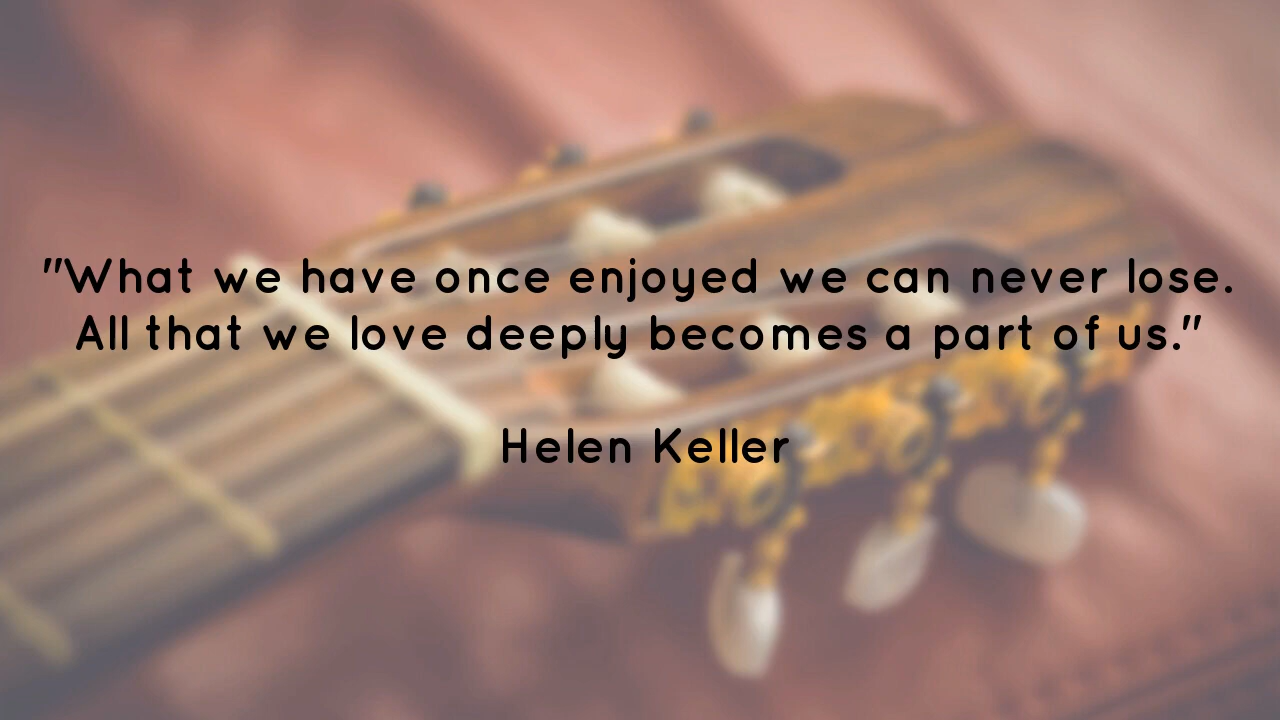 "What we have once enjoyed we can never lose.
All that we love deeply becomes a part of us."
Helen Keller